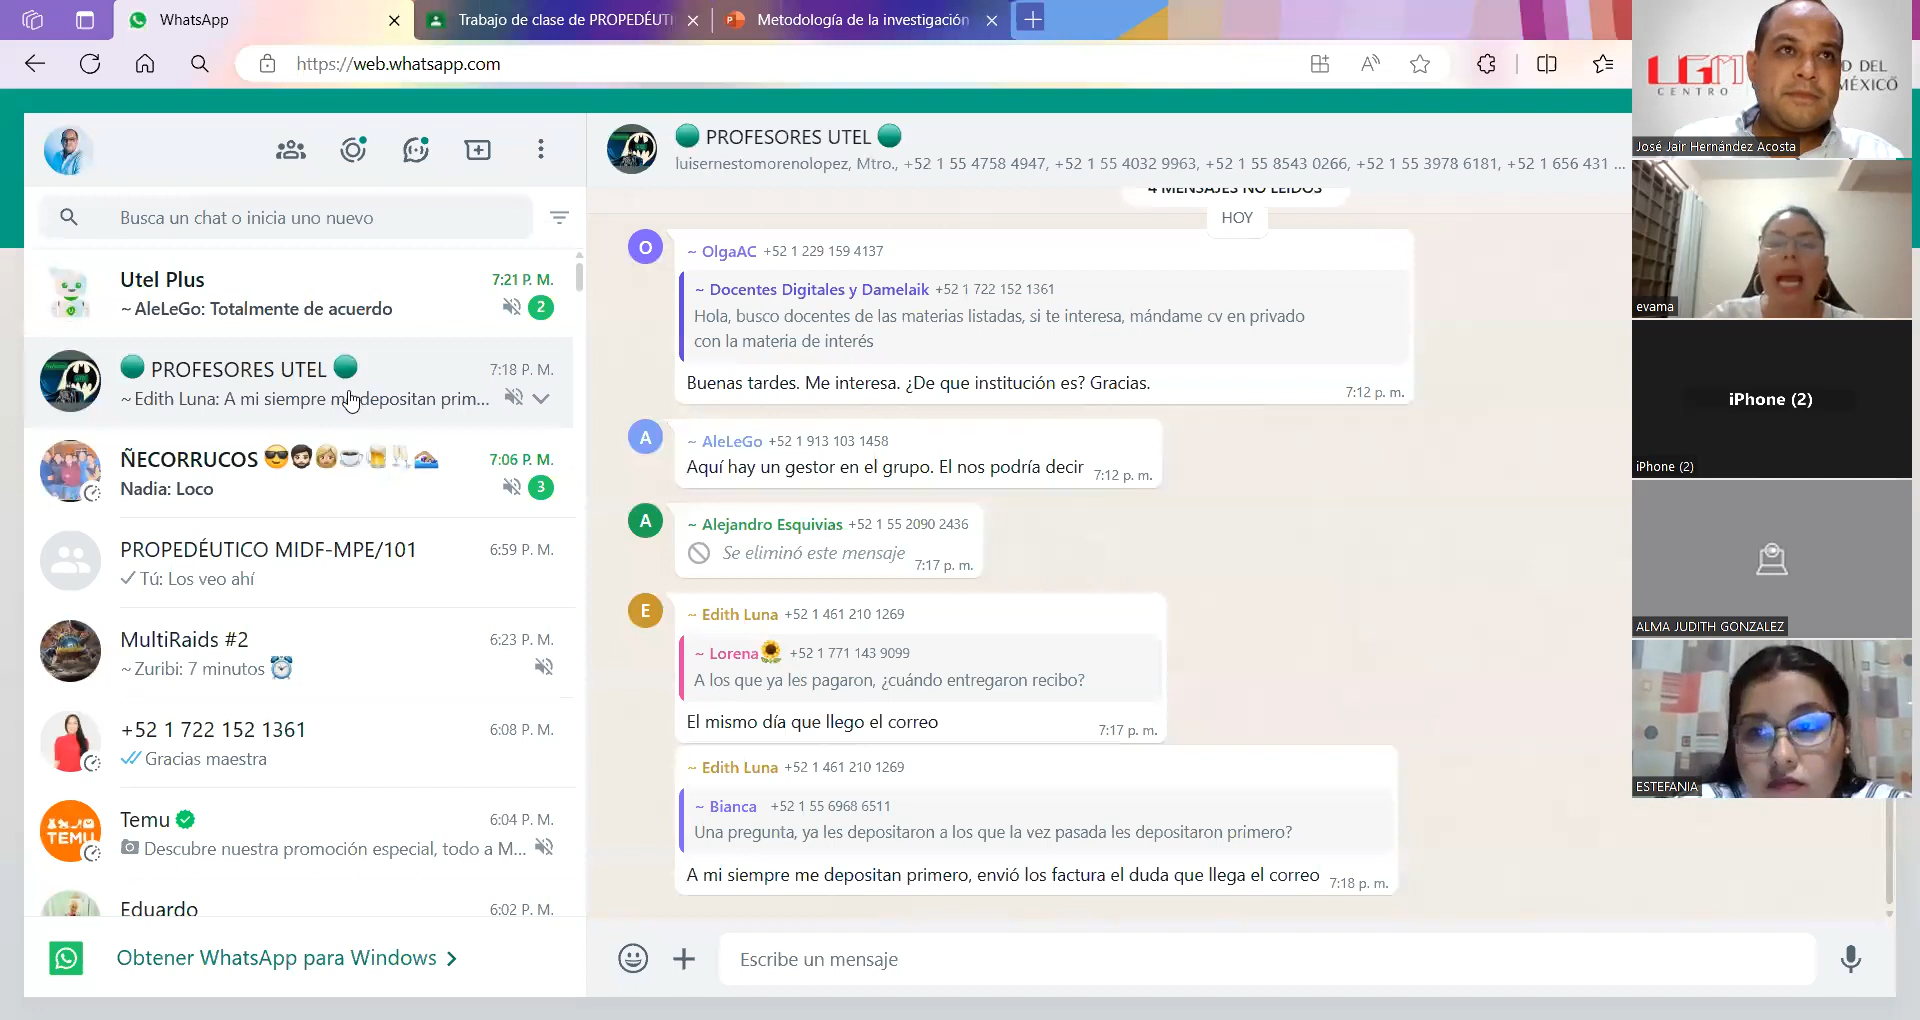 WhatsApp
Trabajo de clase de PROPEDÉUTI
Metodología de la investigación
https://web.whatsapp.com
Busca un chat o inicia uno nuevo
Utel Plus
7:21 P. M.
~ AleLeGo: Totalmente de acuerdo
2
PROFESORES UTEL
7:18 P. M.
~ Edith Luna: A mi siempre me depositan prim...
ÑECORRUCOS
7:06 P. M.
Nadia: Loco
3
PROPEDÉUTICO MIDF-MPE/101
6:59 P. M.
Tú: Los veo ahí
MultiRaids #2
6:23 P. M.
~ Zuribi: 7 minutos
+52 1 722 152 1361
6:08 P. M.
Gracias maestra
TEMU
Temu
6:04 P. M.
Descubre nuestra promoción especial, todo a M...
Eduardo
6:02 P. M.
Obtener WhatsApp para Windows
PROFESORES UTEL
luisernestomorenolopez, Mtro., +52 1 55 4758 4947, +52 1 55 4032 9963, +52 1 55 8543 0266, +52 1 55 3978 6181, +52 1 656 431 ...
4 MENSAJES NO LEÍDOS
HOY
O
~ OlgaAC +52 1 229 159 4137
~ Docentes Digitales y Damelaik +52 1 722 152 1361
Hola, busco docentes de las materias listadas, si te interesa, mándame cv en privado
con la materia de interés
Buenas tardes. Me interesa. ¿De que institución es? Gracias.
7:12 p. m.
A
~ AleLeGo +52 1 913 103 1458
Aquí hay un gestor en el grupo. El nos podría decir
7:12 p. m.
A
~ Alejandro Esquivias +52 1 55 2090 2436
Se eliminó este mensaje
7:17 p. m.
E
~ Edith Luna +52 1 461 210 1269
~ Lorena +52 1 771 143 9099
A los que ya les pagaron, ¿cuándo entregaron recibo?
El mismo día que llego el correo
7:17 p. m.
~ Edith Luna +52 1 461 210 1269
~ Bianca +52 1 55 6968 6511
Una pregunta, ya les depositaron a los que la vez pasada les depositaron primero?
A mi siempre me depositan primero, envió los factura el duda que llega el correo
7:18 p. m.
Escribe un mensaje
UGM
CENTRO
D DEL
MÉXICO
José Jair Hernández Acosta
evama
iPhone (2)
iPhone (2)
ALMA JUDITH GONZALEZ
ESTEFANIA